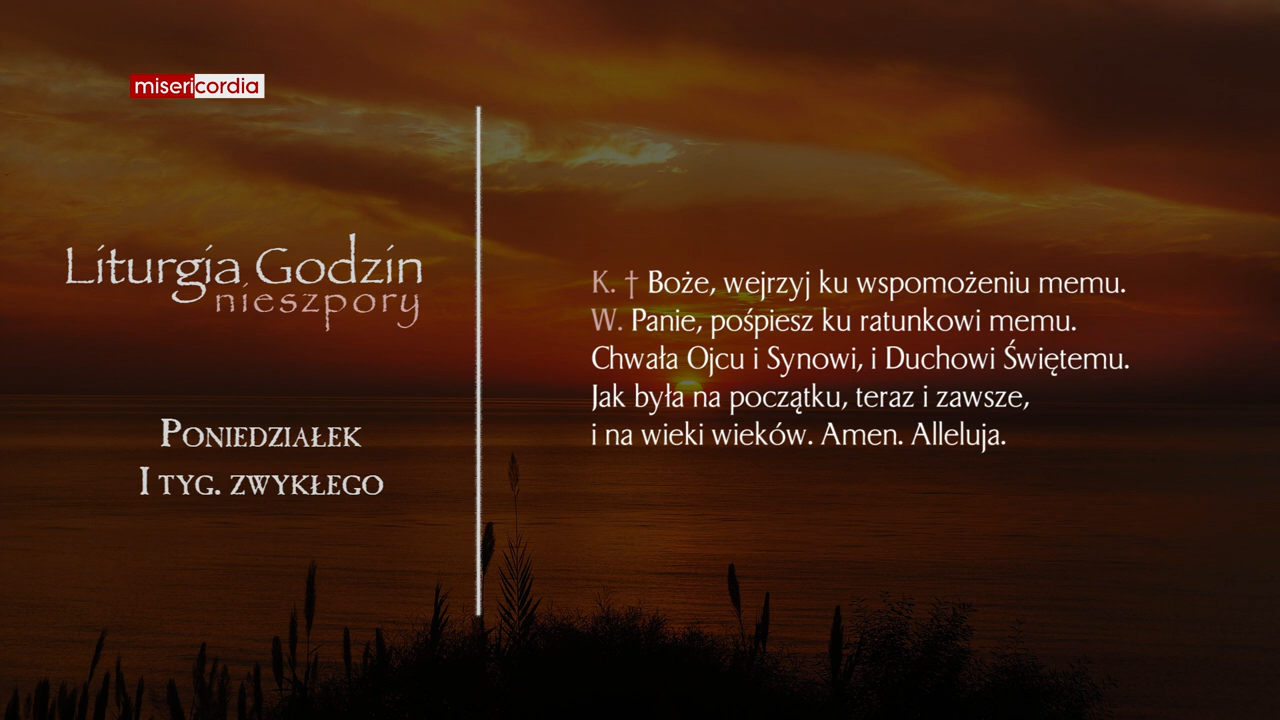 misericordia
Liturgia Godzin
nieszpory
Poniedziałek
I tyg. zwykłego
K. † Boże, wejrzyj ku wspomożeniu memu.
W. Panie, pośpiesz ku ratunkowi memu.
Chwała Ojcu i Synowi, i Duchowi Świętemu.
Jak była na początku, teraz i zawsze,
i na wieki wieków. Amen. Alleluja.